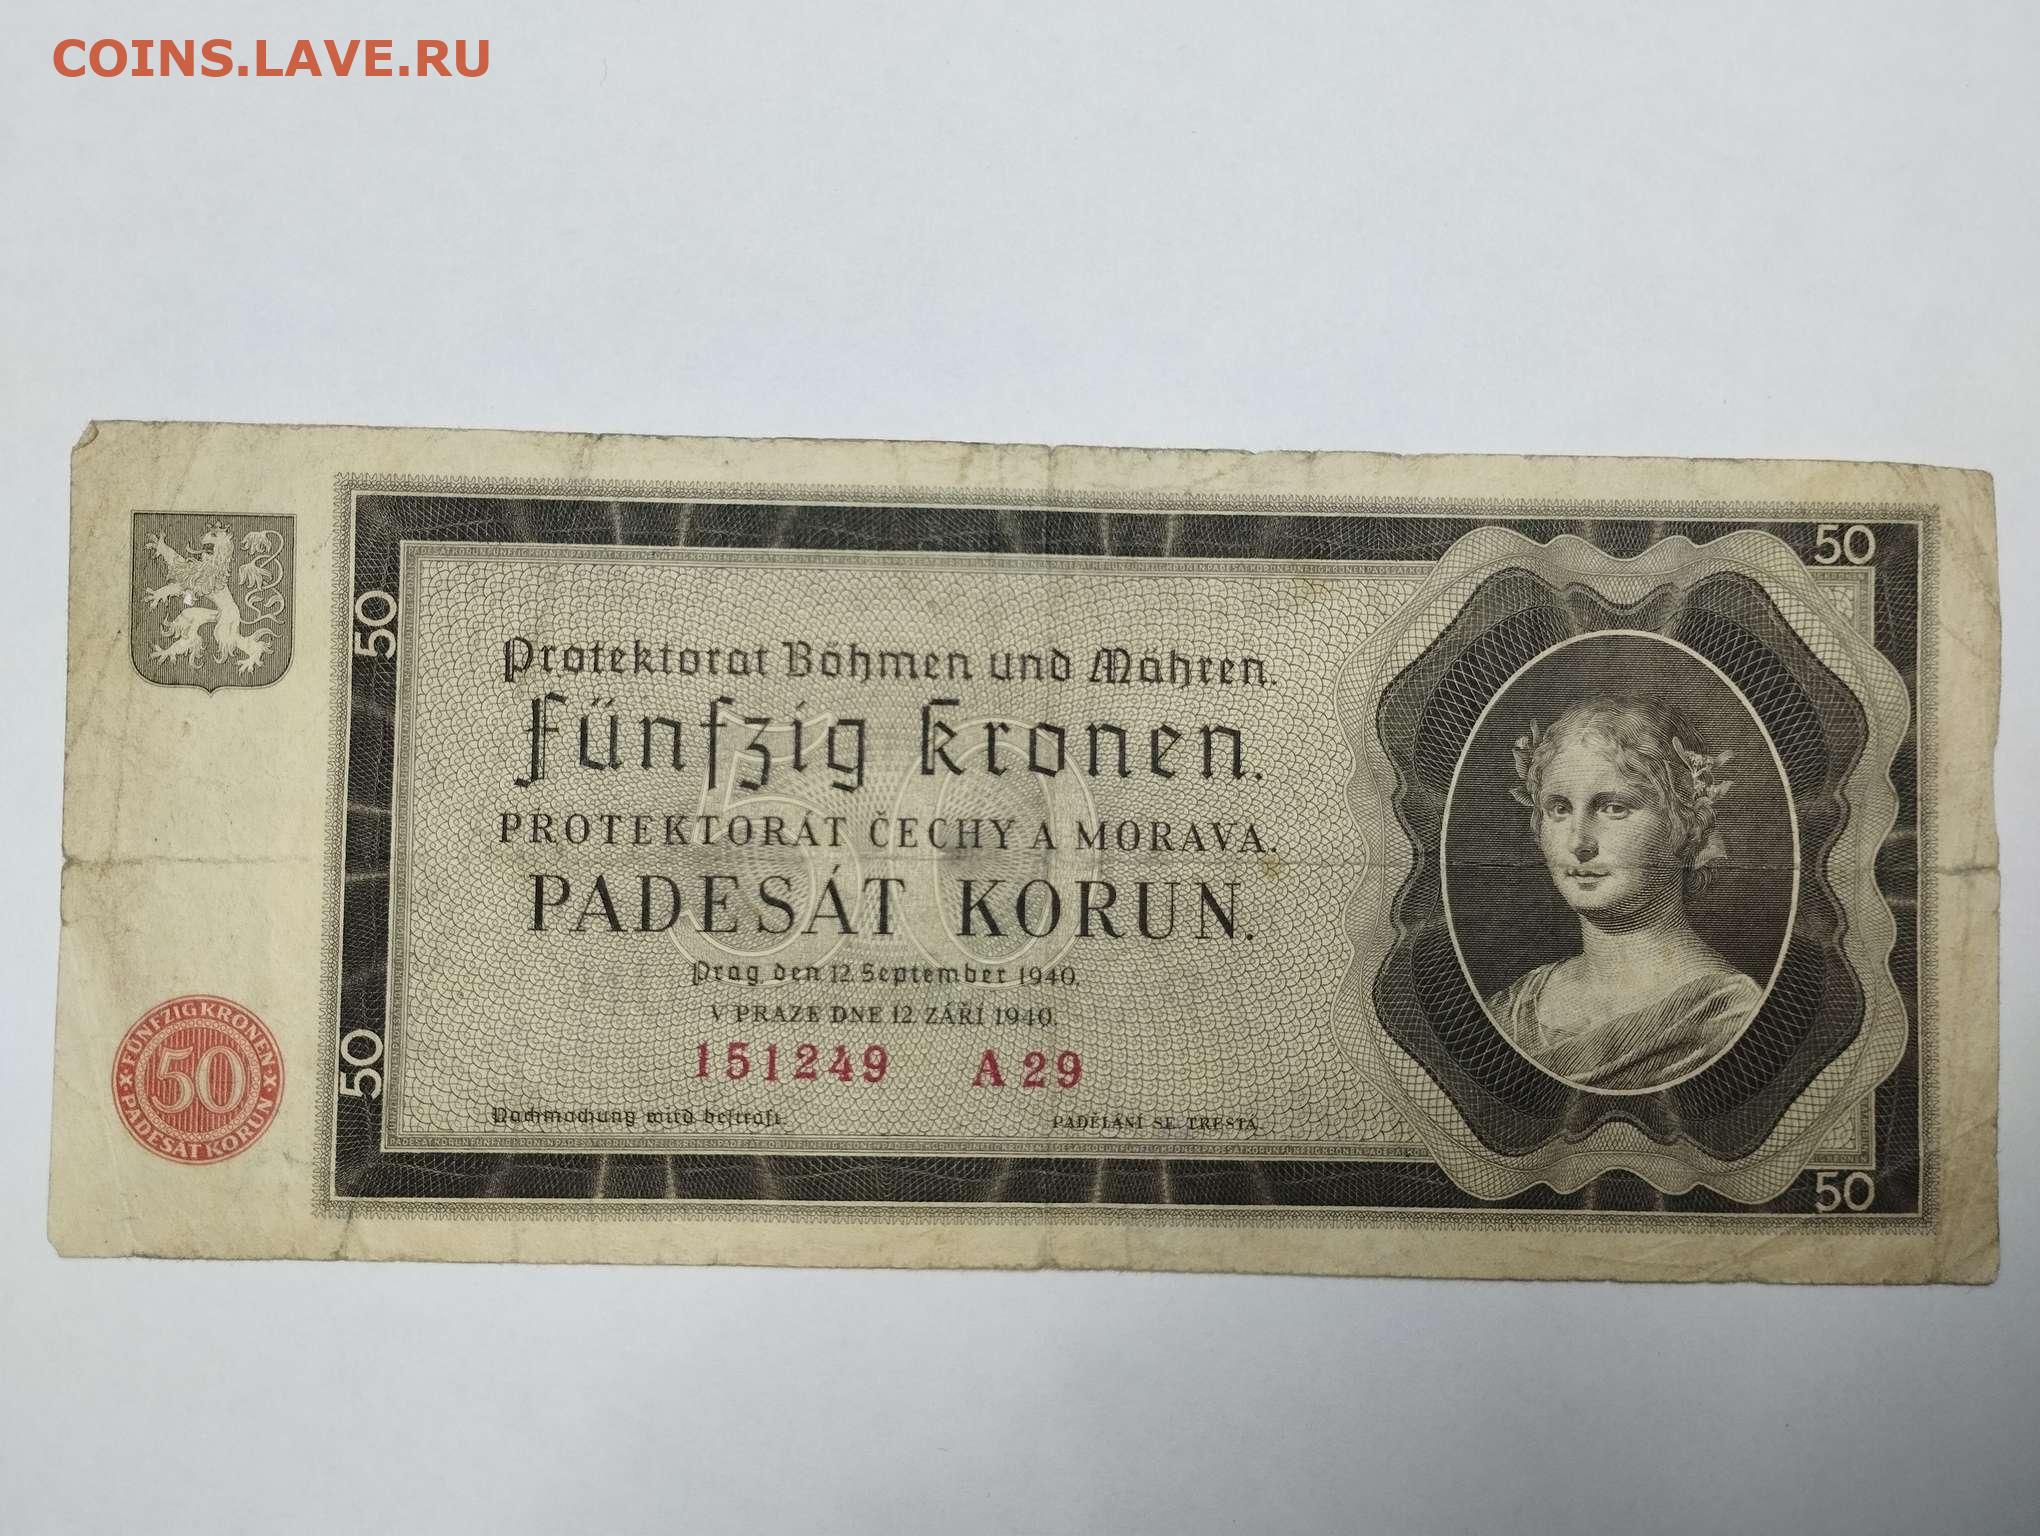 COINS.LAVE.RU
50
50
Protektorat Böhmen und Mähren.
Fünfzig Kronen.
PROTEKTORÁT ČECHY A MORAVA.
PADESÁT KORUN.
Prag, den 12. September 1940.
V PRAZE DNE 12. ZÁŘÍ 1940.
151249 A 29
Nachmachung wird bestraft.
PADĚLÁNÍ SE TRESTÁ.
FÜNFZIG KRONEN
50
PADESÁT KORUN
50
50
50